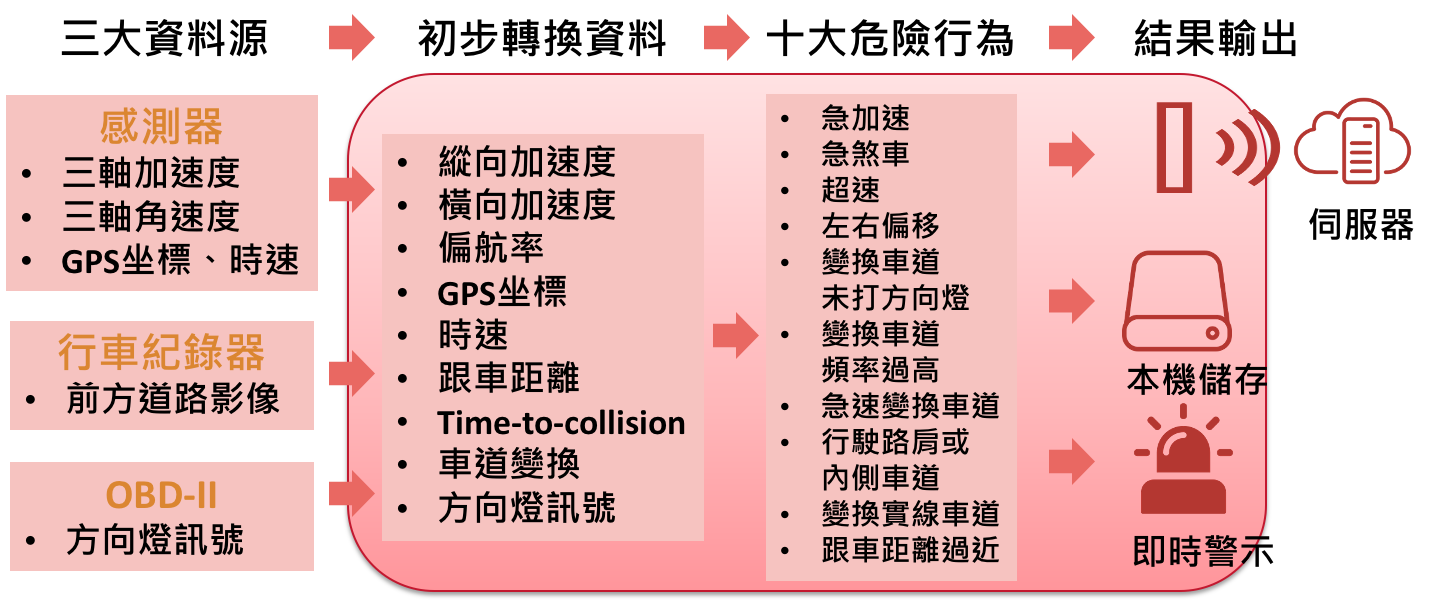 三大資料源
初步轉換資料
十大危險行為
結果輸出
感測器
• 三軸加速度
• 三軸角速度
• GPS坐標、時速
行車紀錄器
• 前方道路影像
OBD-II
• 方向燈訊號
• 縱向加速度
• 橫向加速度
• 偏航率
• GPS坐標
• 時速
• 跟車距離
• Time-to-collision
• 車道變換
• 方向燈訊號
• 急加速
• 急煞車
• 超速
• 左右偏移
• 變換車道
未打方向燈
• 變換車道
頻率過高
• 急速變換車道
• 行駛路肩或
內側車道
• 變換實線車道
• 跟車距離過近
伺服器
本機儲存
即時警示